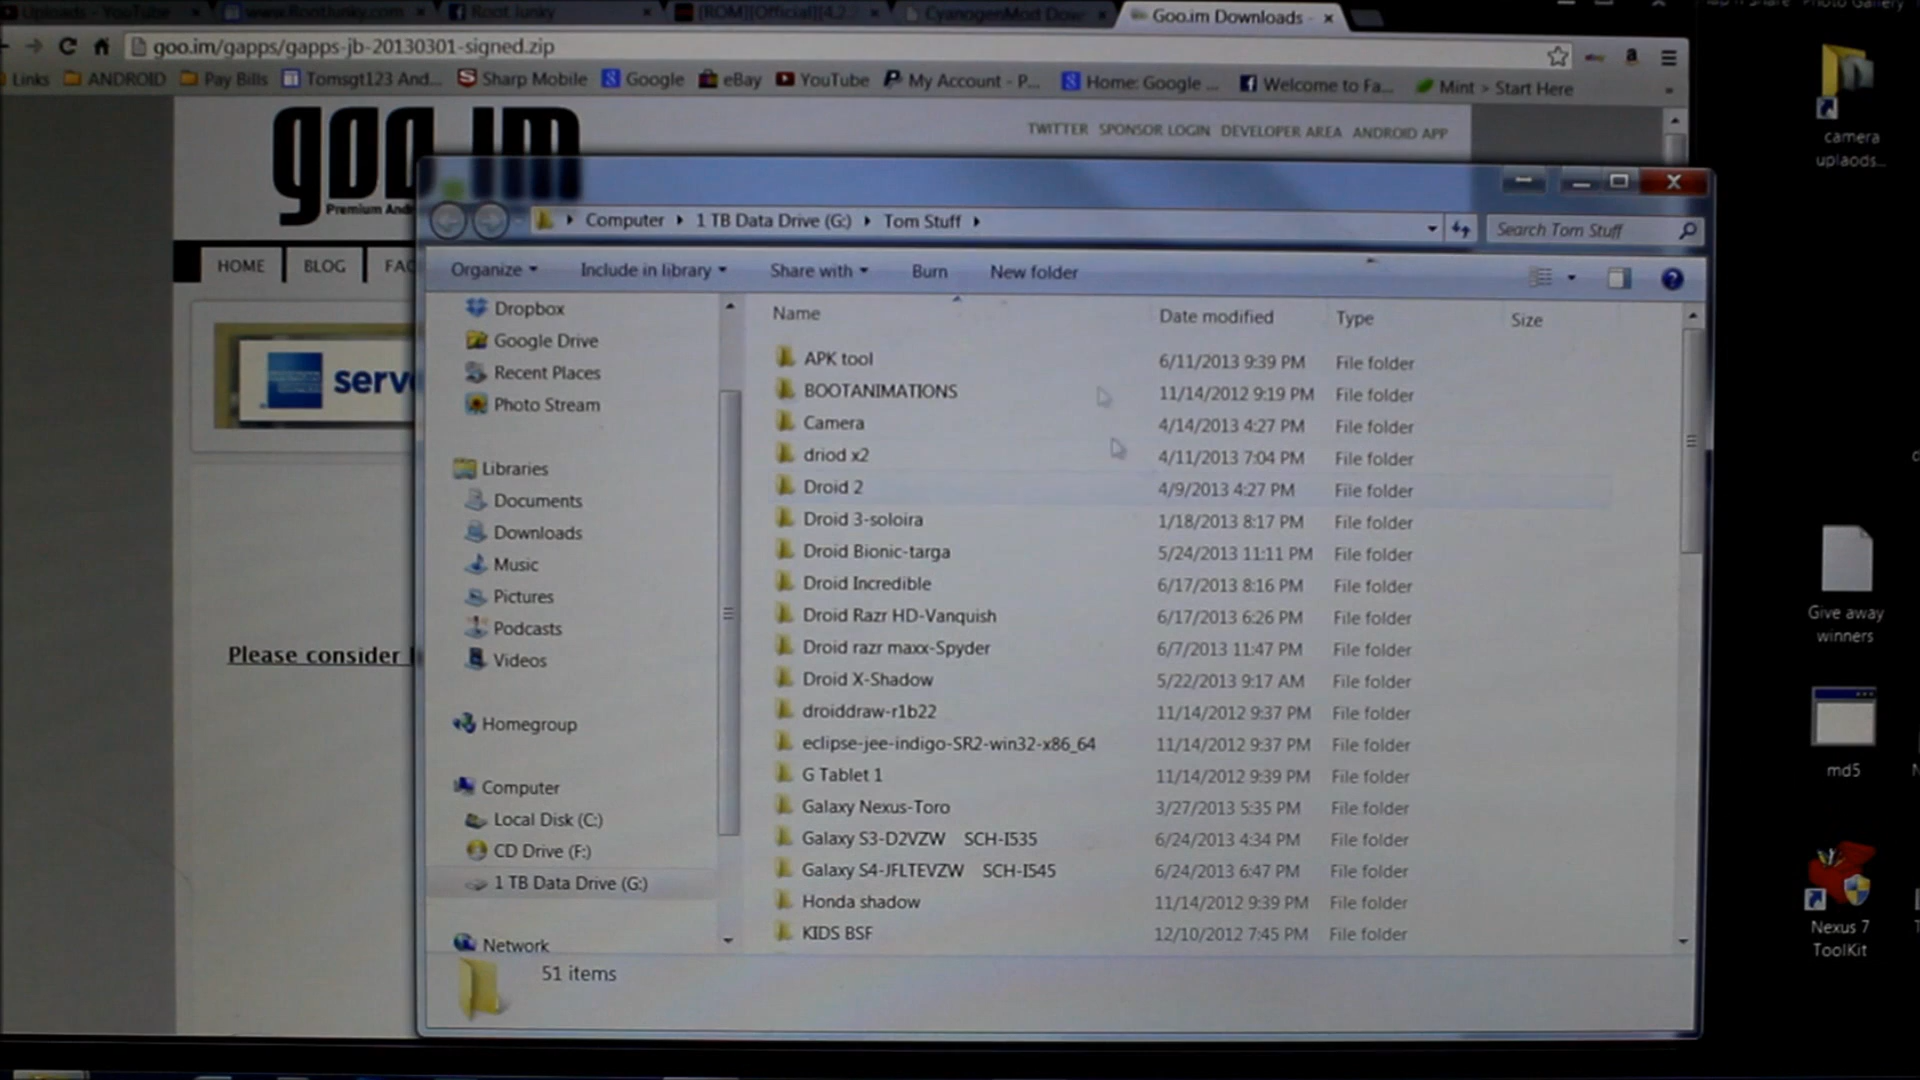 Uploads - YouTube
www.RootJunky.com
Root Junky
[ROM][Official][4.2
CyanogenMod Dow
Goo.im Downloads -
Photo Gallery
goo.im/gapps/gapps-jb-20130301-signed.zip
Links
ANDROID
Pay Bills
Tomsgt123 And...
Sharp Mobile
Google
eBay
YouTube
My Account - P...
Home: Google ...
Welcome to Fa...
Mint > Start Here
goo.im
Premium And
TWITTER SPONSOR LOGIN DEVELOPER AREA ANDROID APP
HOME
BLOG
FAQ
serve
Please consider
Computer
1 TB Data Drive (G:)
Tom Stuff
Search Tom Stuff
Organize
Include in library
Share with
Burn
New folder
Dropbox
Google Drive
Recent Places
Photo Stream
Libraries
Documents
Downloads
Music
Pictures
Podcasts
Videos
Homegroup
Computer
Local Disk (C:)
CD Drive (F:)
1 TB Data Drive (G:)
Network
Name Date modified Type Size
APK tool 6/11/2013 9:39 PM File folder
BOOTANIMATIONS 11/14/2012 9:19 PM File folder
Camera 4/14/2013 4:27 PM File folder
driod x2 4/11/2013 7:04 PM File folder
Droid 2 4/9/2013 4:27 PM File folder
Droid 3-soloira 1/18/2013 8:17 PM File folder
Droid Bionic-targa 5/24/2013 11:11 PM File folder
Droid Incredible 6/17/2013 8:16 PM File folder
Droid Razr HD-Vanquish 6/17/2013 6:26 PM File folder
Droid razr maxx-Spyder 6/7/2013 11:47 PM File folder
Droid X-Shadow 5/22/2013 9:17 AM File folder
droiddraw-r1b22 11/14/2012 9:37 PM File folder
eclipse-jee-indigo-SR2-win32-x86_64 11/14/2012 9:37 PM File folder
G Tablet 1 11/14/2012 9:39 PM File folder
Galaxy Nexus-Toro 3/27/2013 5:35 PM File folder
Galaxy S3-D2VZW SCH-I535 6/24/2013 4:34 PM File folder
Galaxy S4-JFLTEVZW SCH-I545 6/24/2013 6:47 PM File folder
Honda shadow 11/14/2012 9:39 PM File folder
KIDS BSF 12/10/2012 7:45 PM File folder
51 items
camera
uplaods...
Give away
winners
md5
Nexus 7
ToolKit